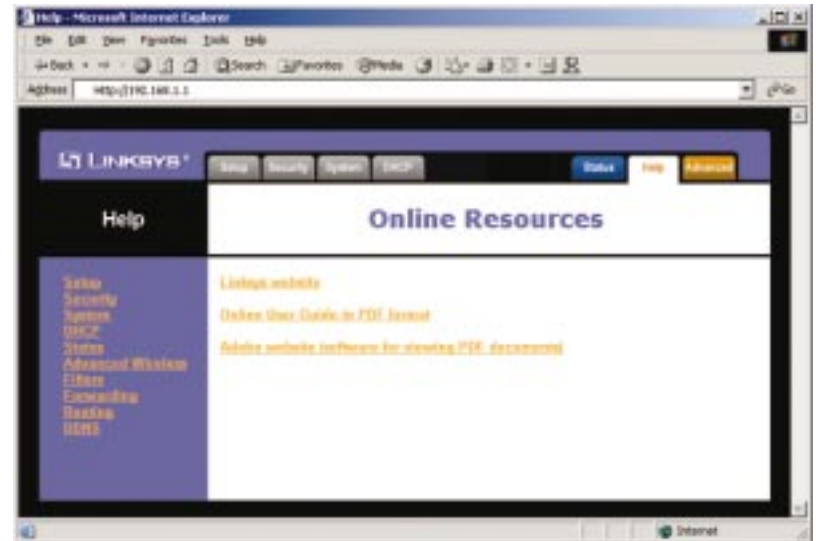 Help - Microsoft Internet Explorer
File Edit View Favorites Tools Help
Back Search Favorites Media
Address http://192.168.1.1 Go
LINKSYS®
Setup Security System DHCP Status Help Advanced
Help
Online Resources
Setup
Security
System
DHCP
Status
Advanced Wireless
Filters
Forwarding
Routing
DDNS
Linksys website
Online User Guide in PDF format
Adobe website (software for viewing PDF documents)
Internet